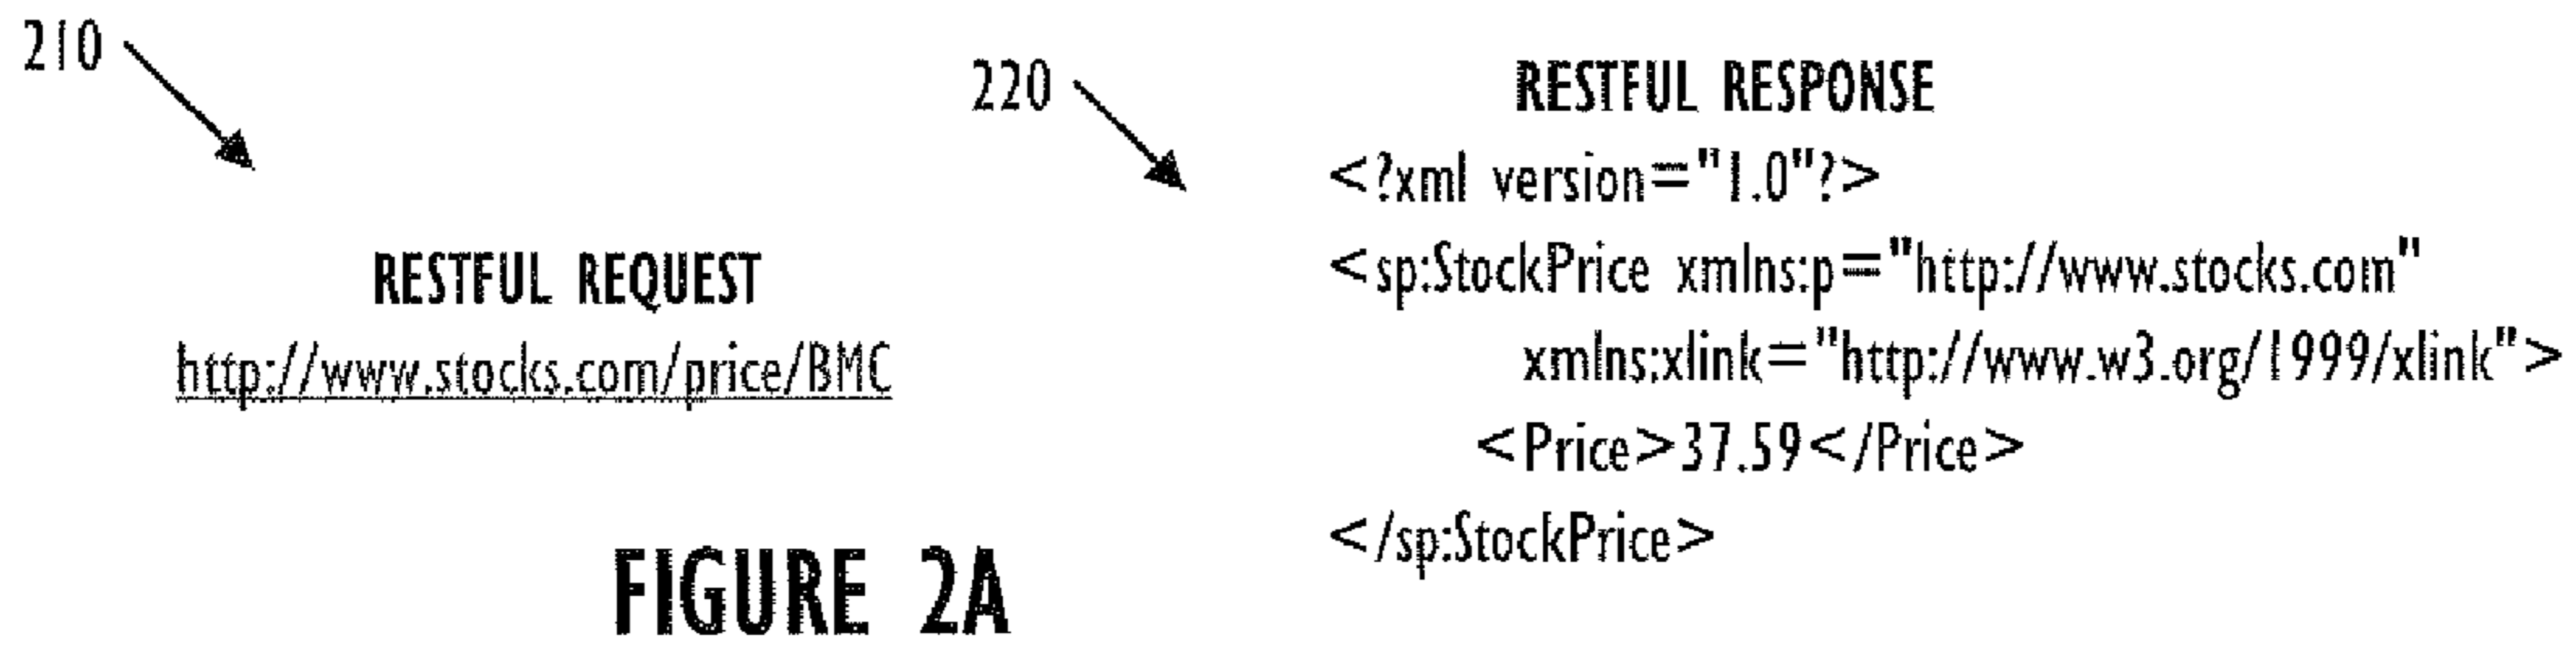 210
RESTFUL REQUEST
http://www.stocks.com/price/BMC
220
RESTFUL RESPONSE
<?xml version="1.0"?>
<sp:StockPrice xmlns:p="http://www.stocks.com"
xmlns:xlink="http://www.w3.org/1999/xlink">
<Price>37.59</Price>
</sp:StockPrice>
FIGURE 2A